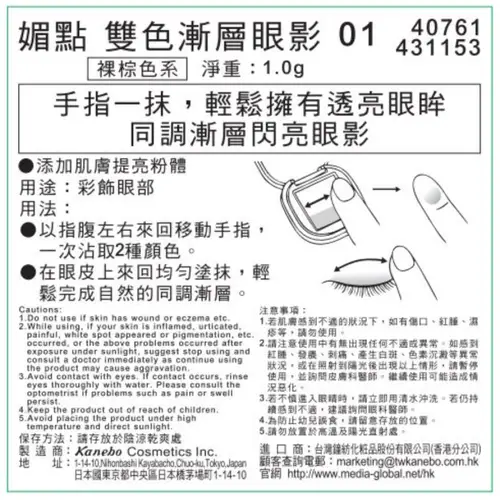 媚點 雙色漸層眼影 01 40761
431153
裸棕色系 淨重：1.0g
手指一抹，輕鬆擁有透亮眼眸
同調漸層閃亮眼影
●添加肌膚提亮粉體
用途：彩飾眼部
用法：
●以指腹左右來回移動手指，
一次沾取2種顏色。
●在眼皮上來回均勻塗抹，輕
鬆完成自然的同調漸層。
Cautions:
1.Do not use if skin has wound or eczema etc.
2.While using, if your skin is inflamed, urticated,
painful, white spot appeared or pigmentation, etc.
occurred, or the above problems occurred after
exposure under sunlight, suggest stop using and
consult a doctor immediately as continue using
the product may cause aggravation.
3.Avoid contact with eyes. If contact occurs, rinse
eyes thoroughly with water. Please consult the
optometrist if problems such as pain or swell
persist.
4.Keep the product out of reach of children.
5.Avoid placing the product under high
temperature and direct sunlight.
保存方法：請存放於陰涼乾爽處
製造商：Kanebo Cosmetics Inc.
地址：1-14-10,Nihonbashi Kayabacho,Chuo-ku,Tokyo,Japan
日本國東京都中央區日本橋茅場町1-14-10
注意事項：
1.若肌膚感到不適的狀況下，如有傷口、紅腫、濕
疹等，請勿使用。
2.請注意使用中有無出現任何不適或異常。如感到
紅腫、發癢、刺痛、產生白斑、色素沉澱等異常
狀況，或在照射到陽光後出現以上情形，請暫停
使用，並詢問皮膚科醫師。繼續使用可能造成情
況惡化。
3.若不慎進入眼睛時，請立即用清水沖洗。若仍持
續感到不適，建議詢問眼科醫師。
4.為防止幼兒誤食，請留意存放的位置。
5.請勿放置於高溫及陽光直射處。
進口商：台灣鐘紡化粧品股份有限公司(香港分公司)
顧客查詢電郵：marketing@twkanebo.com.hk
官網 http://www.media-global.net/hk